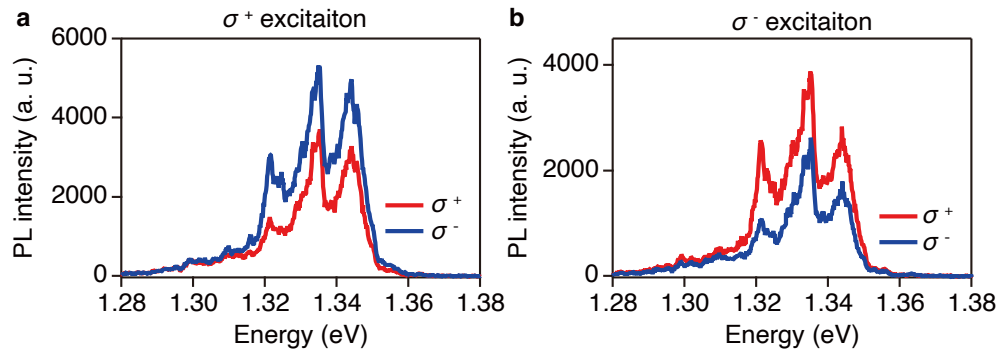 a
σ + excitaiton
PL intensity (a. u.)
6000
4000
2000
0
σ +
σ -
1.28 1.30 1.32 1.34 1.36 1.38
Energy (eV)
b
σ - excitaiton
PL intensity (a. u.)
4000
2000
0
σ +
σ -
1.28 1.30 1.32 1.34 1.36 1.38
Energy (eV)